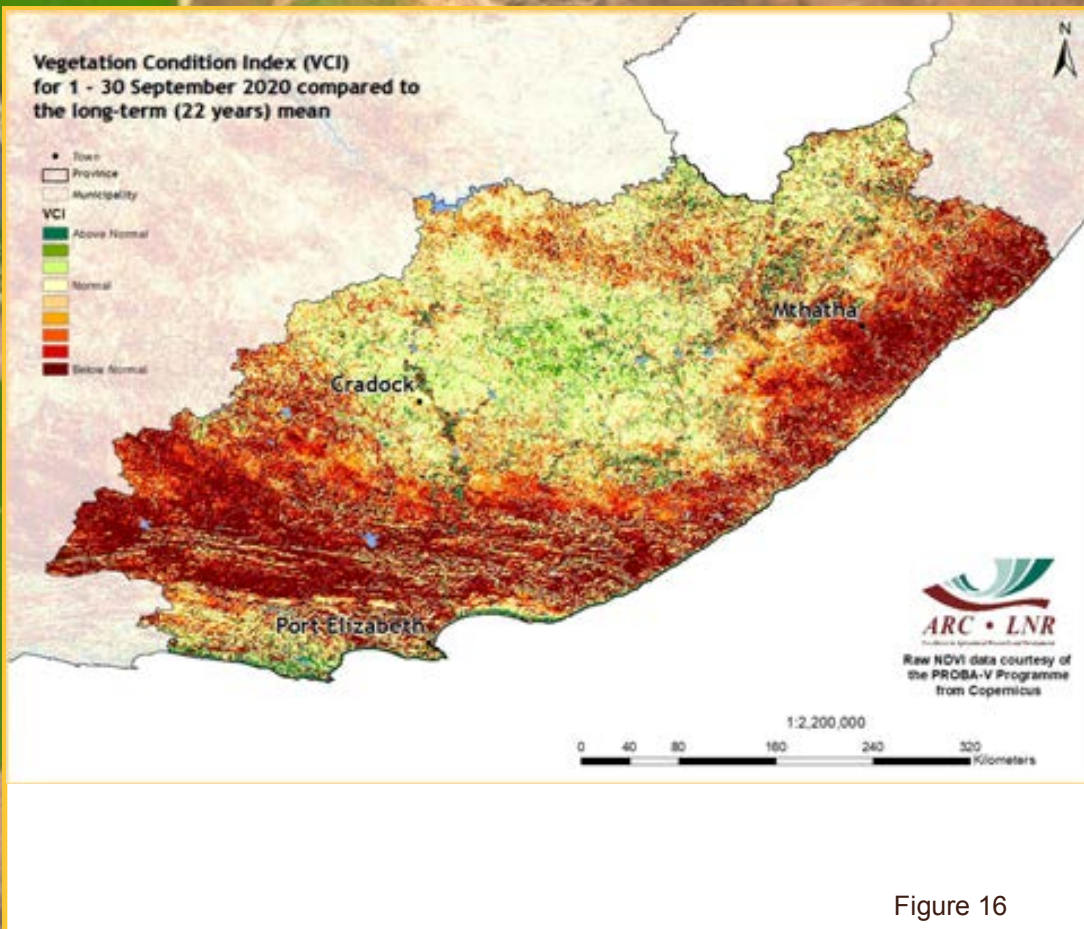 Vegetation Condition Index (VCI)
for 1 - 30 September 2020 compared to
the long-term (22 years) mean
N
Town
Province
Municipality
VCI
Above Normal
Normal
Below Normal
Mthatha
Cradock
Port Elizabeth
ARC • LNR
Raw NDVI data courtesy of
the PROBA-V Programme
from Copernicus
1:2,200,000
0 40 80 160 240 320
Kilometers
Figure 16